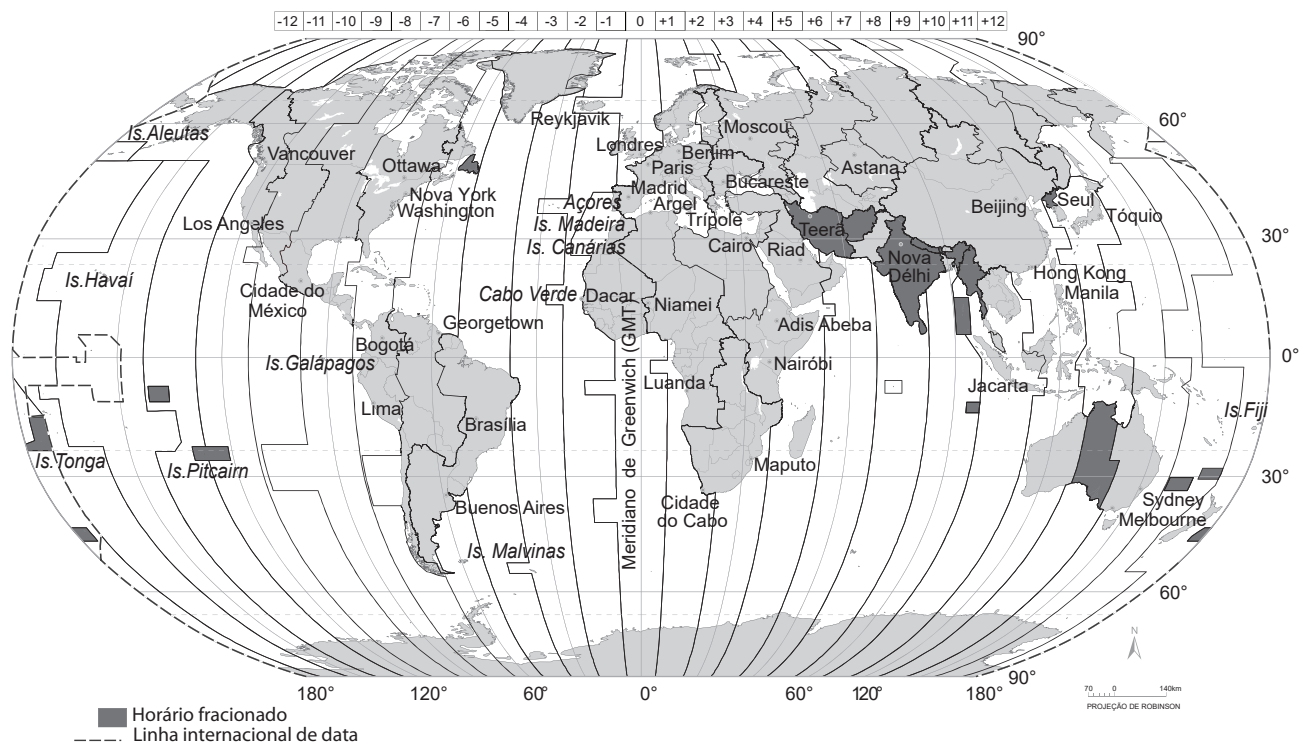 -12 -11 -10 -9 -8 -7 -6 -5 -4 -3 -2 -1 0 +1 +2 +3 +4 +5 +6 +7 +8 +9 +10 +11 +12
90°
60°
Is.Aleutas
Reykjavik
Moscou
Londres
Berlim
Vancouver
Ottawa
Paris
Astana
Madrid
Bucareste
Nova York
Washington
Açores
Argel
Beijing
Seul
Tóquio
Los Angeles
Is. Madeira
Trípole
Teerã
30°
Is. Canárias
Cairo
Riad
Nova
Délhi
Is.Havaí
Hong Kong
Manila
Cidade do
México
Cabo Verde
Dacar
Niamei
Georgetown
Adis Abeba
Bogotá
Is.Galápagos
Nairóbi
0°
Luanda
Jacarta
Lima
Brasília
Is.Fiji
Is.Tonga
Is.Pitcairn
Maputo
30°
Buenos Aires
Cidade
do Cabo
Sydney
Melbourne
Is. Malvinas
Meridiano de Greenwich (GMT)
60°
N
90°
180° 120° 60° 0° 60° 120° 180°
70 0 140km
PROJEÇÃO DE ROBINSON
Horário fracionado
Linha internacional de data